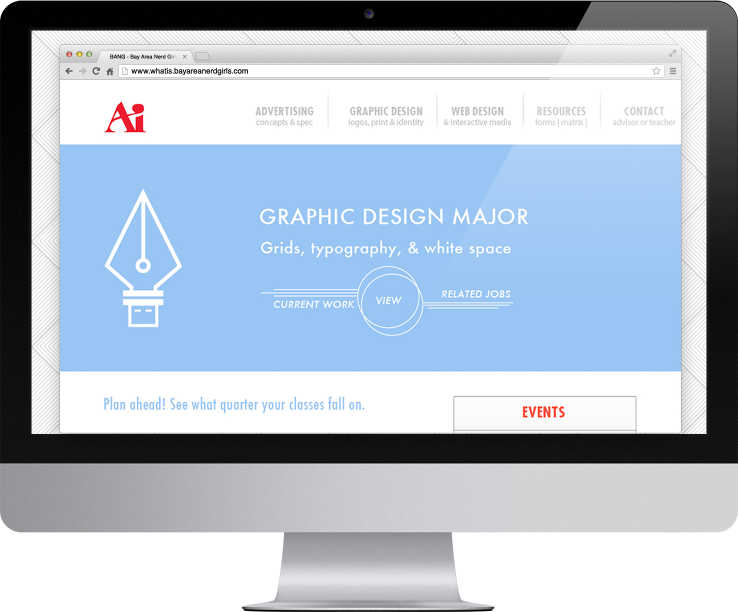 BANG - Bay Area Nerd Gir
www.whatis.bayareanerdgirls.com
Ai
ADVERTISING
concepts & spec
GRAPHIC DESIGN
logos, print & identity
WEB DESIGN
& interactive media
RESOURCES
forms | matrix |
CONTACT
advisor or teacher
GRAPHIC DESIGN MAJOR
Grids, typography, & white space
CURRENT WORK
VIEW
RELATED JOBS
Plan ahead! See what quarter your classes fall on.
EVENTS